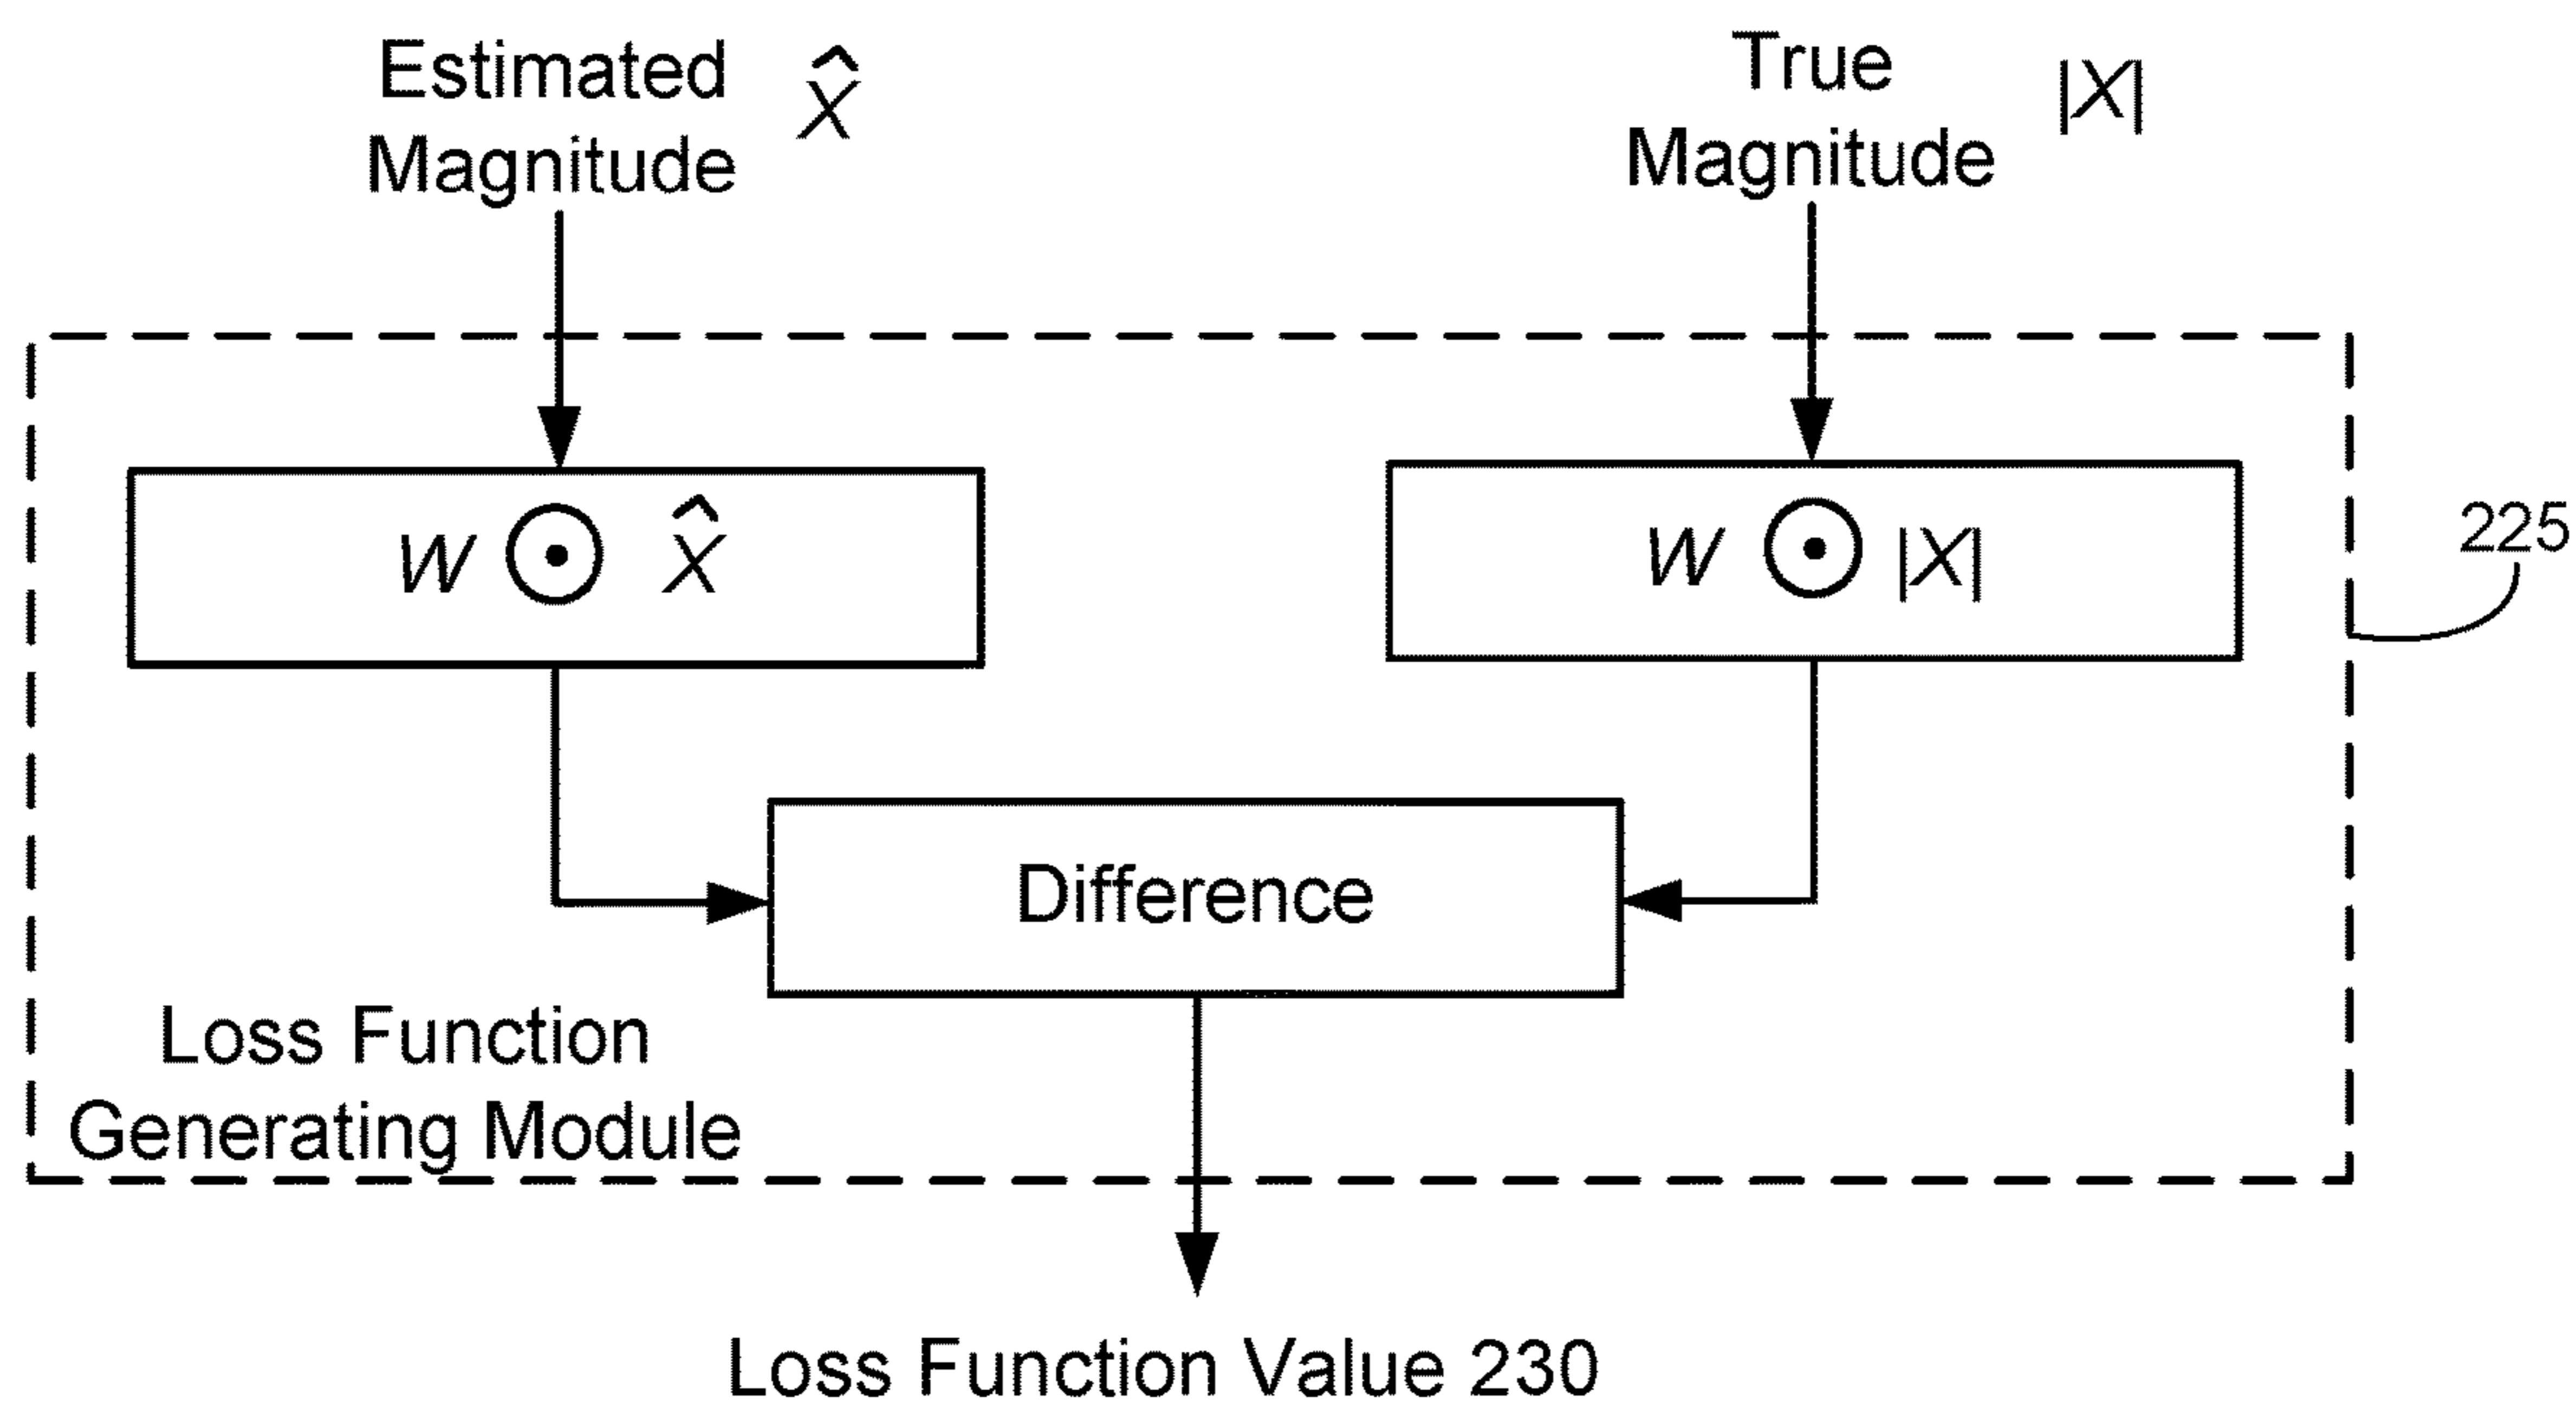 Estimated X̂
Magnitude
True |X|
Magnitude
W ⊙ X̂
W ⊙ |X|
225
Difference
Loss Function
Generating Module
Loss Function Value 230